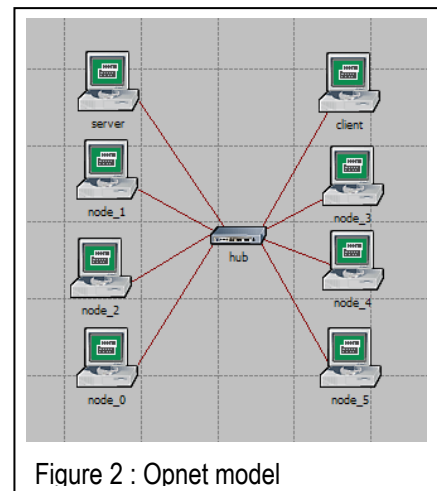 server
client
node_1
node_3
hub
node_2
node_4
node_0
node_5
Figure 2 : Opnet model